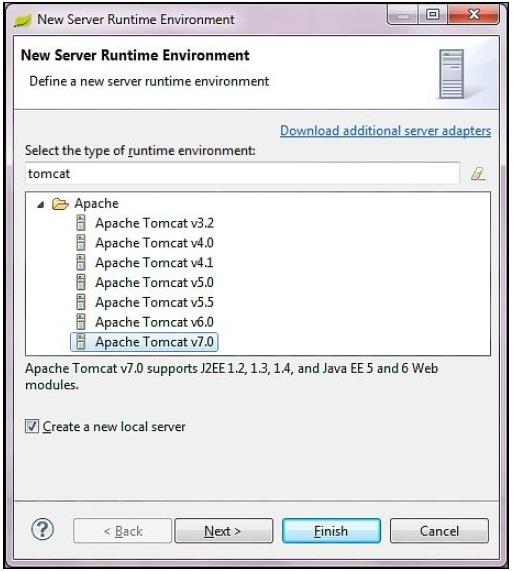 New Server Runtime Environment
New Server Runtime Environment
Define a new server runtime environment
Download additional server adapters
Select the type of runtime environment:
tomcat
Apache
Apache Tomcat v3.2
Apache Tomcat v4.0
Apache Tomcat v4.1
Apache Tomcat v5.0
Apache Tomcat v5.5
Apache Tomcat v6.0
Apache Tomcat v7.0
Apache Tomcat v7.0 supports J2EE 1.2, 1.3, 1.4, and Java EE 5 and 6 Web
modules.
Create a new local server
? < Back Next > Finish Cancel